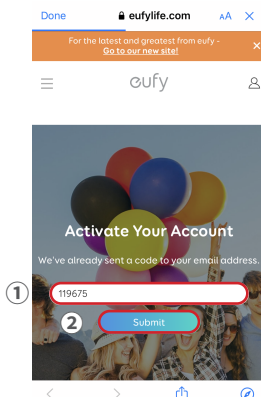 Done
eufylife.com
AA
For the latest and greatest from eufy -
Go to our new site!
eufy
Activate Your Account
We've already sent a code to your email address.
1
119675
2
Submit